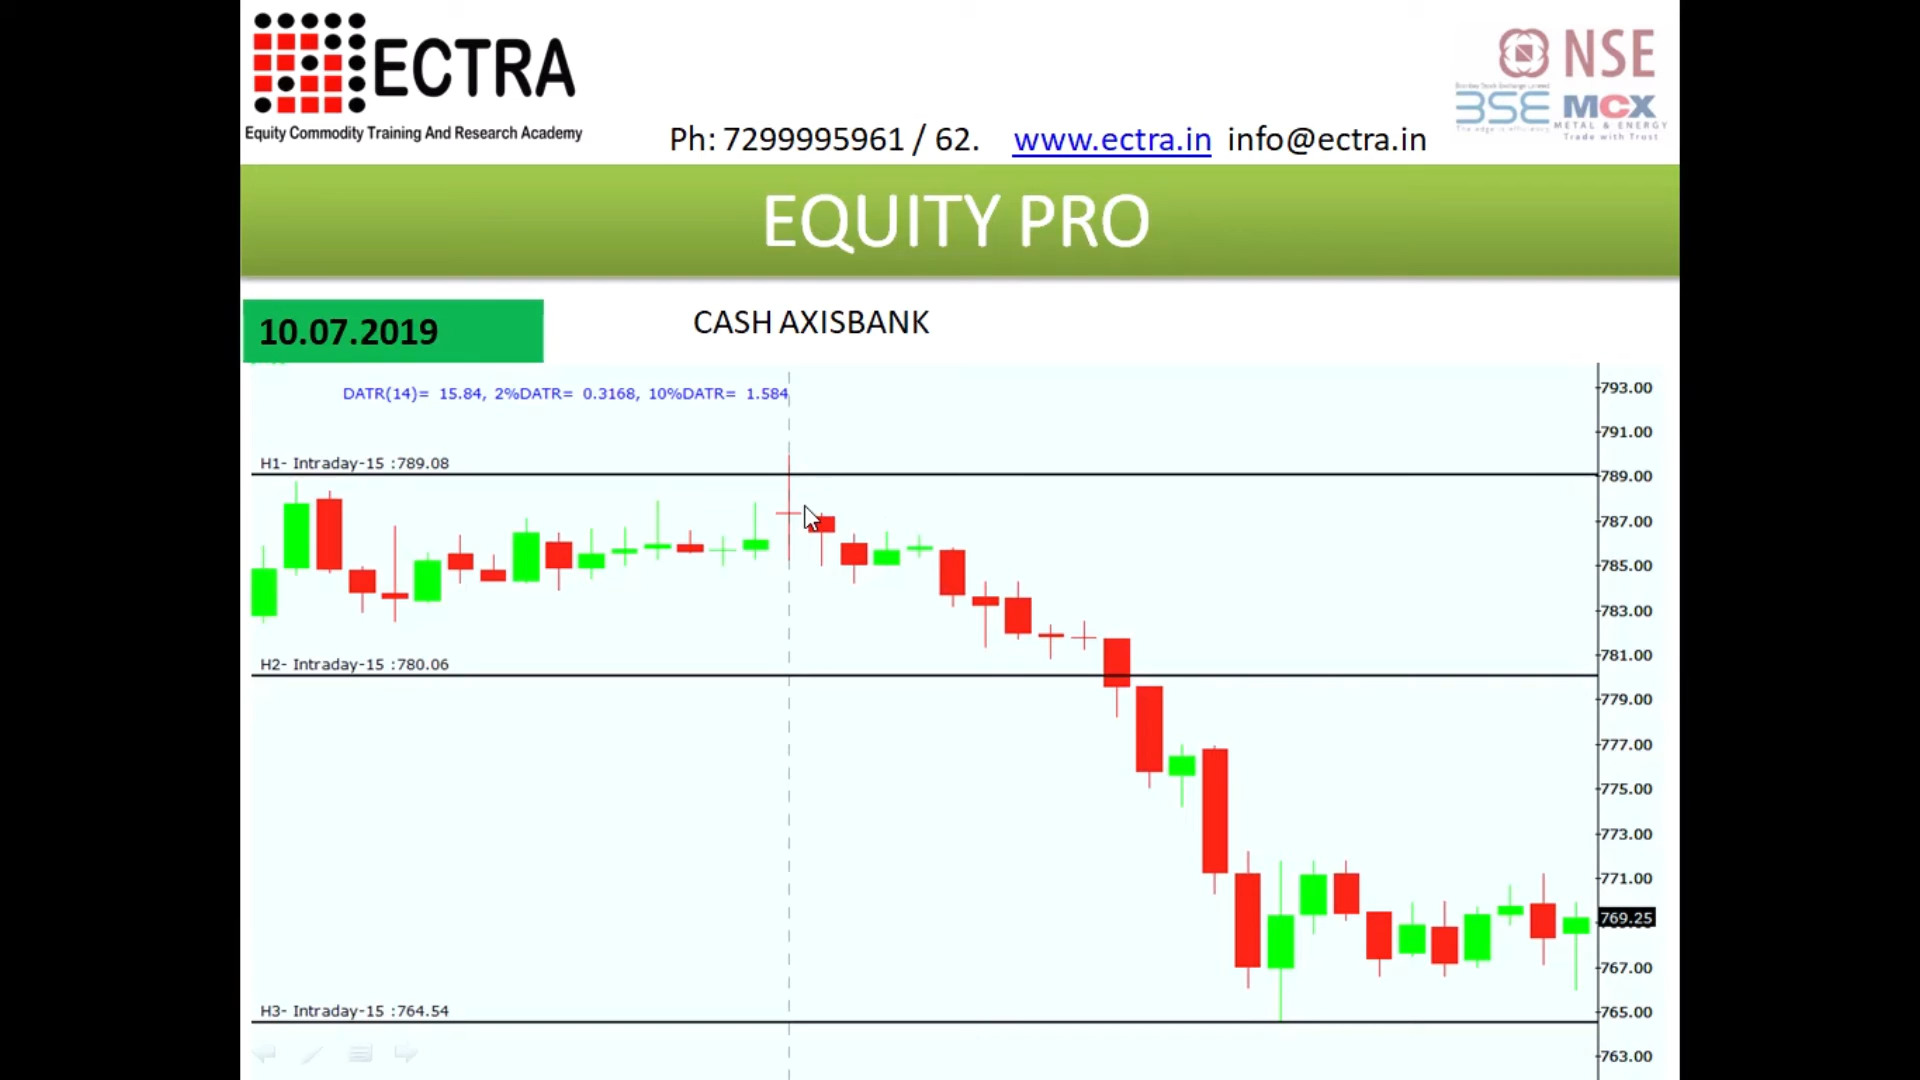 ECTRA
Equity Commodity Training And Research Academy
NSE
BSE MCX
METAL & ENERGY
Trade with Trust
Ph: 7299995961 / 62. www.ectra.in info@ectra.in
EQUITY PRO
10.07.2019
CASH AXISBANK
DATR(14)= 15.84, 2%DATR= 0.3168, 10%DATR= 1.584
793.00
791.00
H1- Intraday-15 :789.08
789.00
787.00
785.00
783.00
H2- Intraday-15 :780.06
781.00
779.00
777.00
775.00
773.00
771.00
769.25
767.00
H3- Intraday-15 :764.54
765.00
763.00